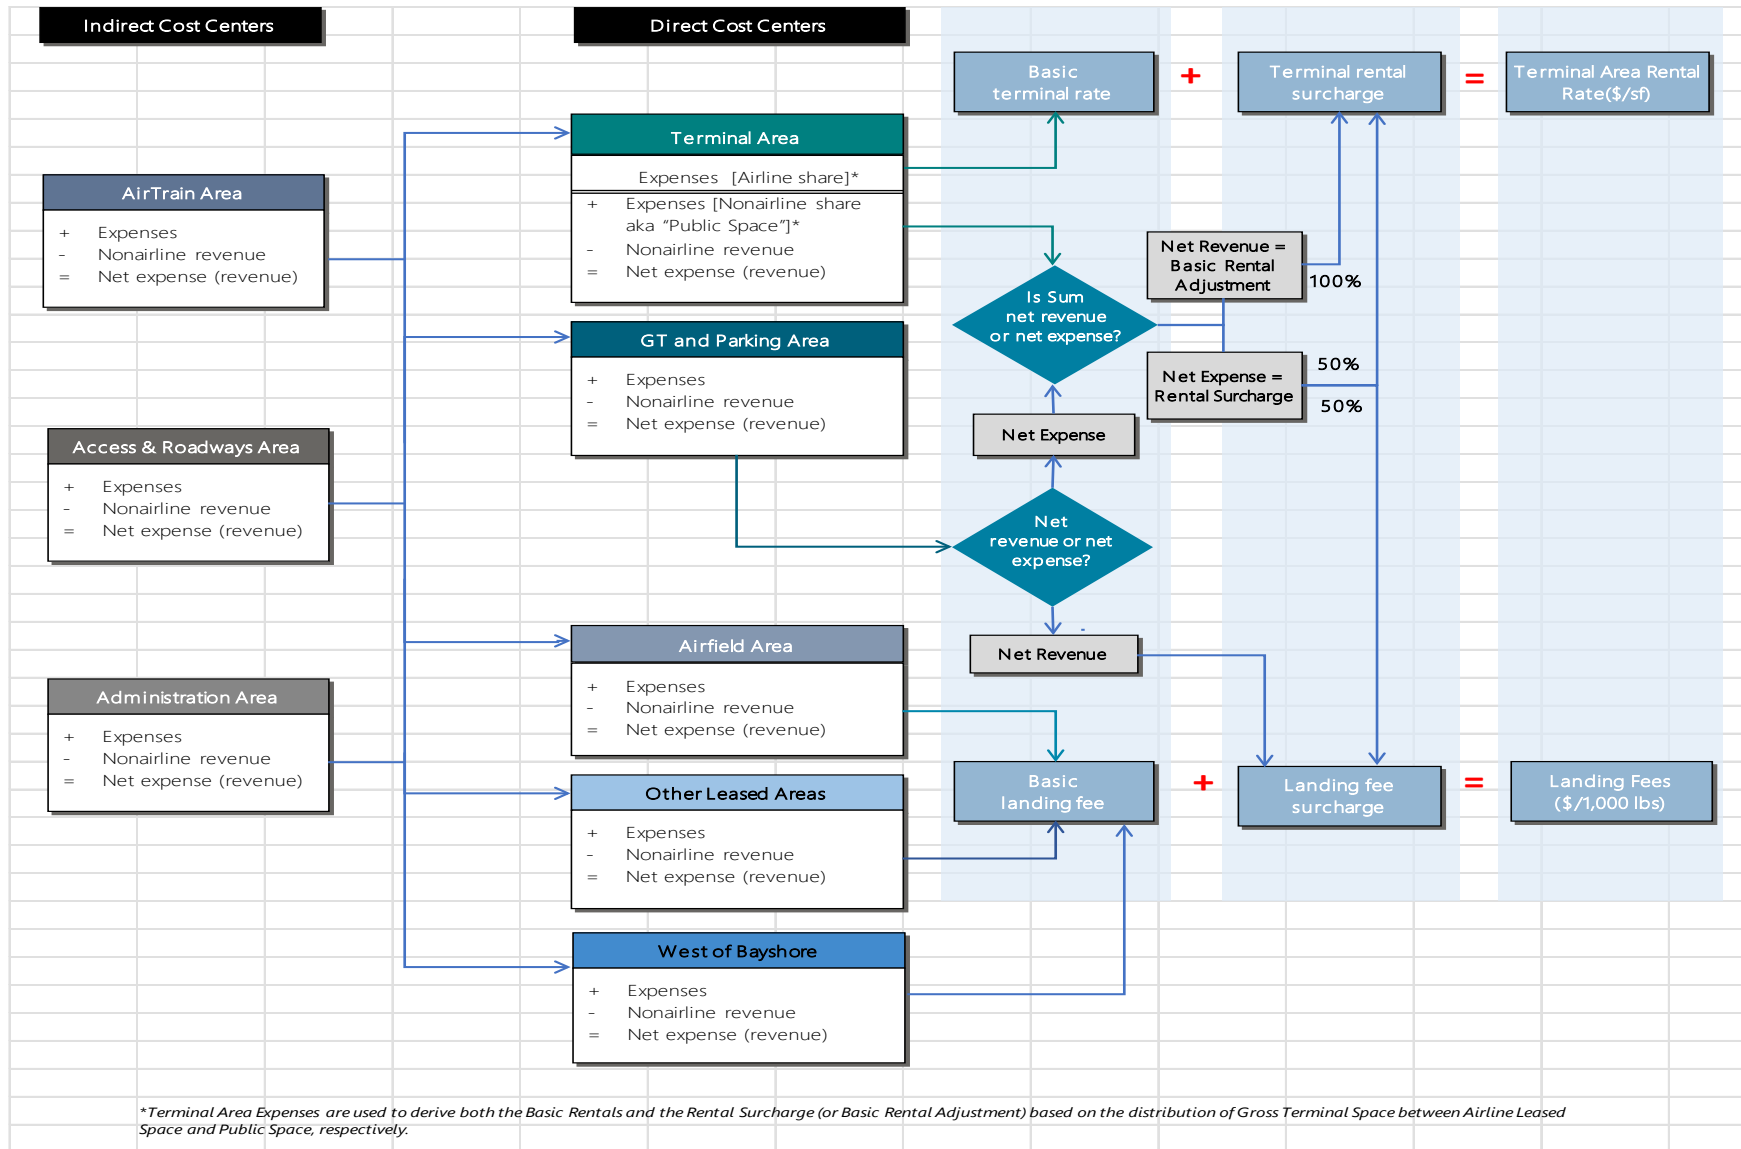 Indirect Cost Centers
Direct Cost Centers
Basic
terminal rate
+
Terminal rental
surcharge
=
Terminal Area Rental
Rate($/sf)
AirTrain Area
+ Expenses
- Nonairline revenue
= Net expense (revenue)
Access & Roadways Area
+ Expenses
- Nonairline revenue
= Net expense (revenue)
Administration Area
+ Expenses
- Nonairline revenue
= Net expense (revenue)
Terminal Area
Expenses [Airline share]*
+ Expenses [Nonairline share
aka “Public Space”]*
- Nonairline revenue
= Net expense (revenue)
GT and Parking Area
+ Expenses
- Nonairline revenue
= Net expense (revenue)
Airfield Area
+ Expenses
- Nonairline revenue
= Net expense (revenue)
Other Leased Areas
+ Expenses
- Nonairline revenue
= Net expense (revenue)
West of Bayshore
+ Expenses
- Nonairline revenue
= Net expense (revenue)
Is Sum
net revenue
or net expense?
Net Revenue =
Basic Rental
Adjustment
100%
Net Expense =
Rental Surcharge
50%
50%
Net Expense
Net
revenue or net
expense?
-
Net Revenue
Basic
landing fee
+
Landing fee
surcharge
=
Landing Fees
($/1,000 lbs)
*Terminal Area Expenses are used to derive both the Basic Rentals and the Rental Surcharge (or Basic Rental Adjustment) based on the distribution of Gross Terminal Space between Airline Leased
Space and Public Space, respectively.